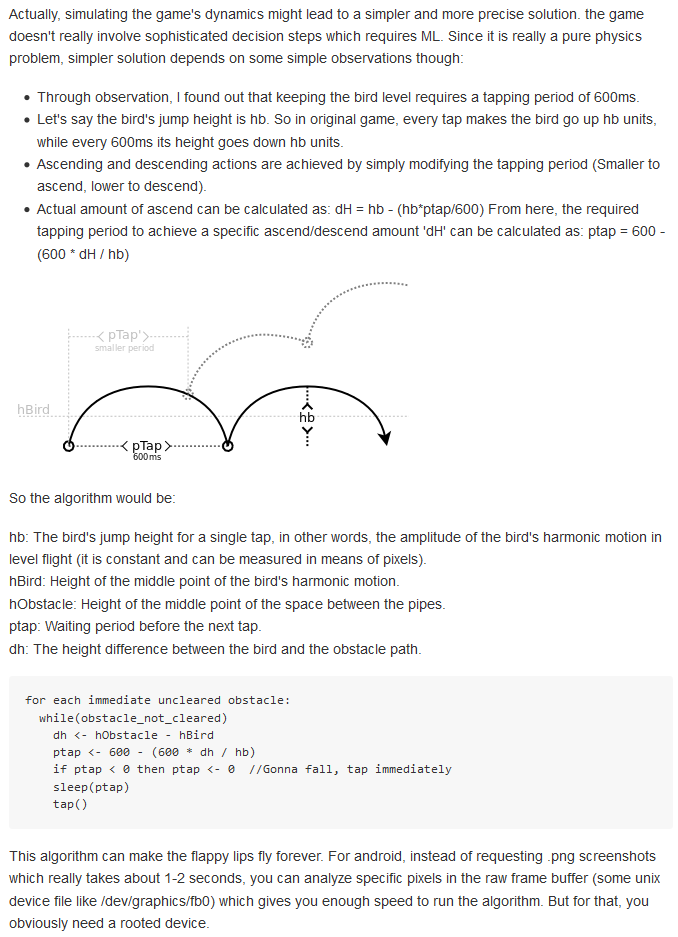 Actually, simulating the game's dynamics might lead to a simpler and more precise solution. the game
doesn't really involve sophisticated decision steps which requires ML. Since it is really a pure physics
problem, simpler solution depends on some simple observations though:
• Through observation, I found out that keeping the bird level requires a tapping period of 600ms.
• Let's say the bird's jump height is hb. So in original game, every tap makes the bird go up hb units,
while every 600ms its height goes down hb units.
• Ascending and descending actions are achieved by simply modifying the tapping period (Smaller to
ascend, lower to descend).
• Actual amount of ascend can be calculated as: dH = hb - (hb*ptap/600) From here, the required
tapping period to achieve a specific ascend/descend amount 'dH' can be calculated as: ptap = 600 -
(600 * dH / hb)
pTap'
smaller period
hBird
hb
pTap
600ms
So the algorithm would be:
hb: The bird's jump height for a single tap, in other words, the amplitude of the bird's harmonic motion in
level flight (it is constant and can be measured in means of pixels).
hBird: Height of the middle point of the bird's harmonic motion.
hObstacle: Height of the middle point of the space between the pipes.
ptap: Waiting period before the next tap.
dh: The height difference between the bird and the obstacle path.
for each immediate uncleared obstacle:
  while(obstacle_not_cleared)
    dh <- hObstacle - hBird
    ptap <- 600 - (600 * dh / hb)
    if ptap < 0 then ptap <- 0  //Gonna fall, tap immediately
    sleep(ptap)
    tap()
This algorithm can make the flappy lips fly forever. For android, instead of requesting .png screenshots
which really takes about 1-2 seconds, you can analyze specific pixels in the raw frame buffer (some unix
device file like /dev/graphics/fb0) which gives you enough speed to run the algorithm. But for that, you
obviously need a rooted device.